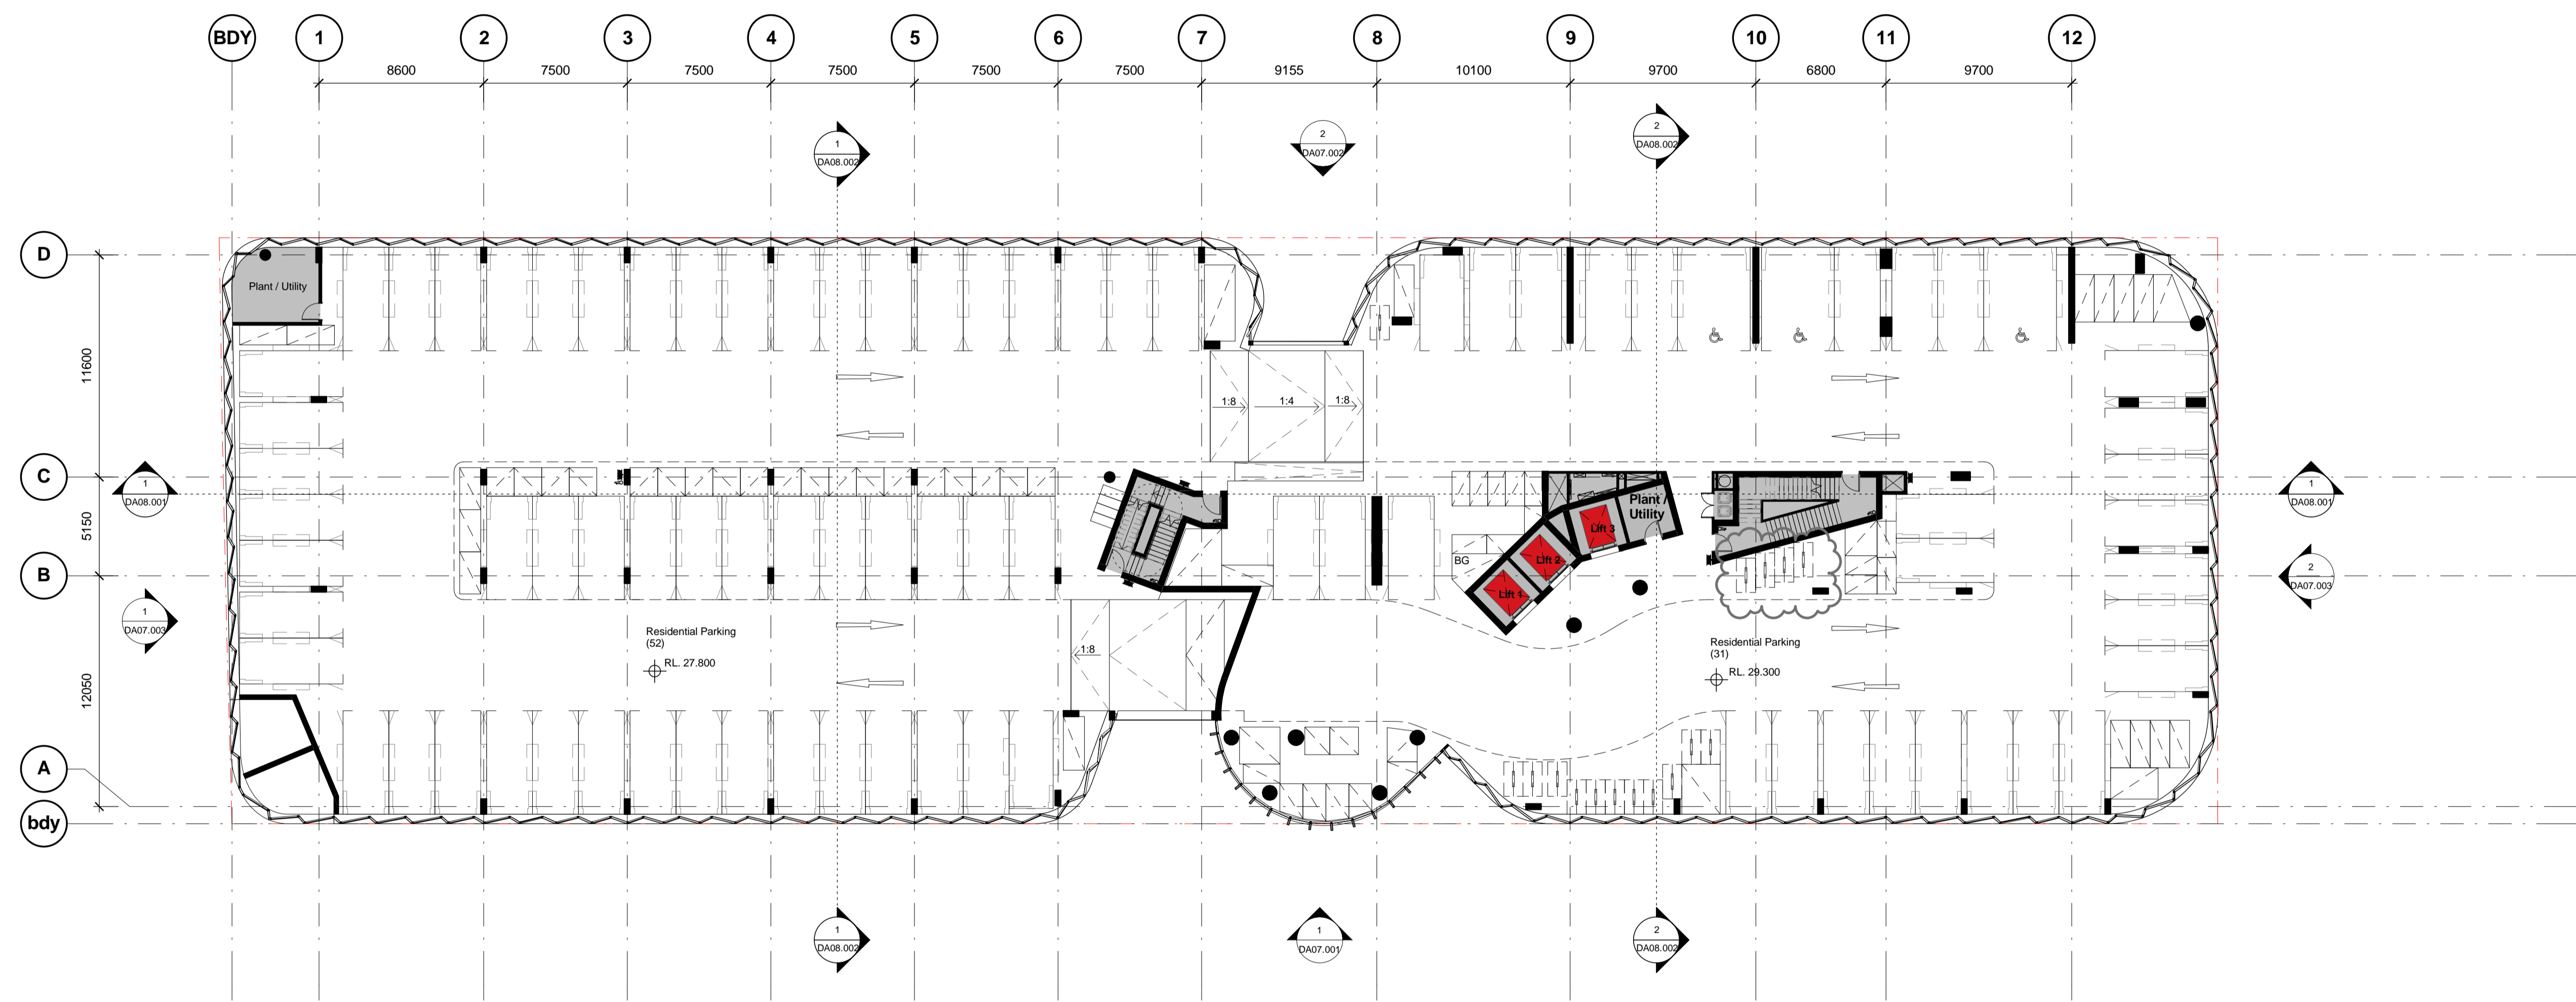 BDY 1 2 3 4 5 6 7 8 9 10 11 12
8600 7500 7500 7500 7500 7500 9155 10100 9700 6800 9700
1
DA08.002
2
DA07.002
2
DA08.002
D
Plant / Utility
11600
1:8 1:4 1:8
C
1
DA08.001
Plant /
Utility
1
DA08.001
5150
Lift 3
BG
Lift 2
B
Lift 1
2
DA07.003
1
DA07.003
Residential Parking
(52)
RL. 27.800
1:8
Residential Parking
(31)
RL. 29.300
12050
A
bdy
1
DA08.002
1
DA07.001
2
DA08.002